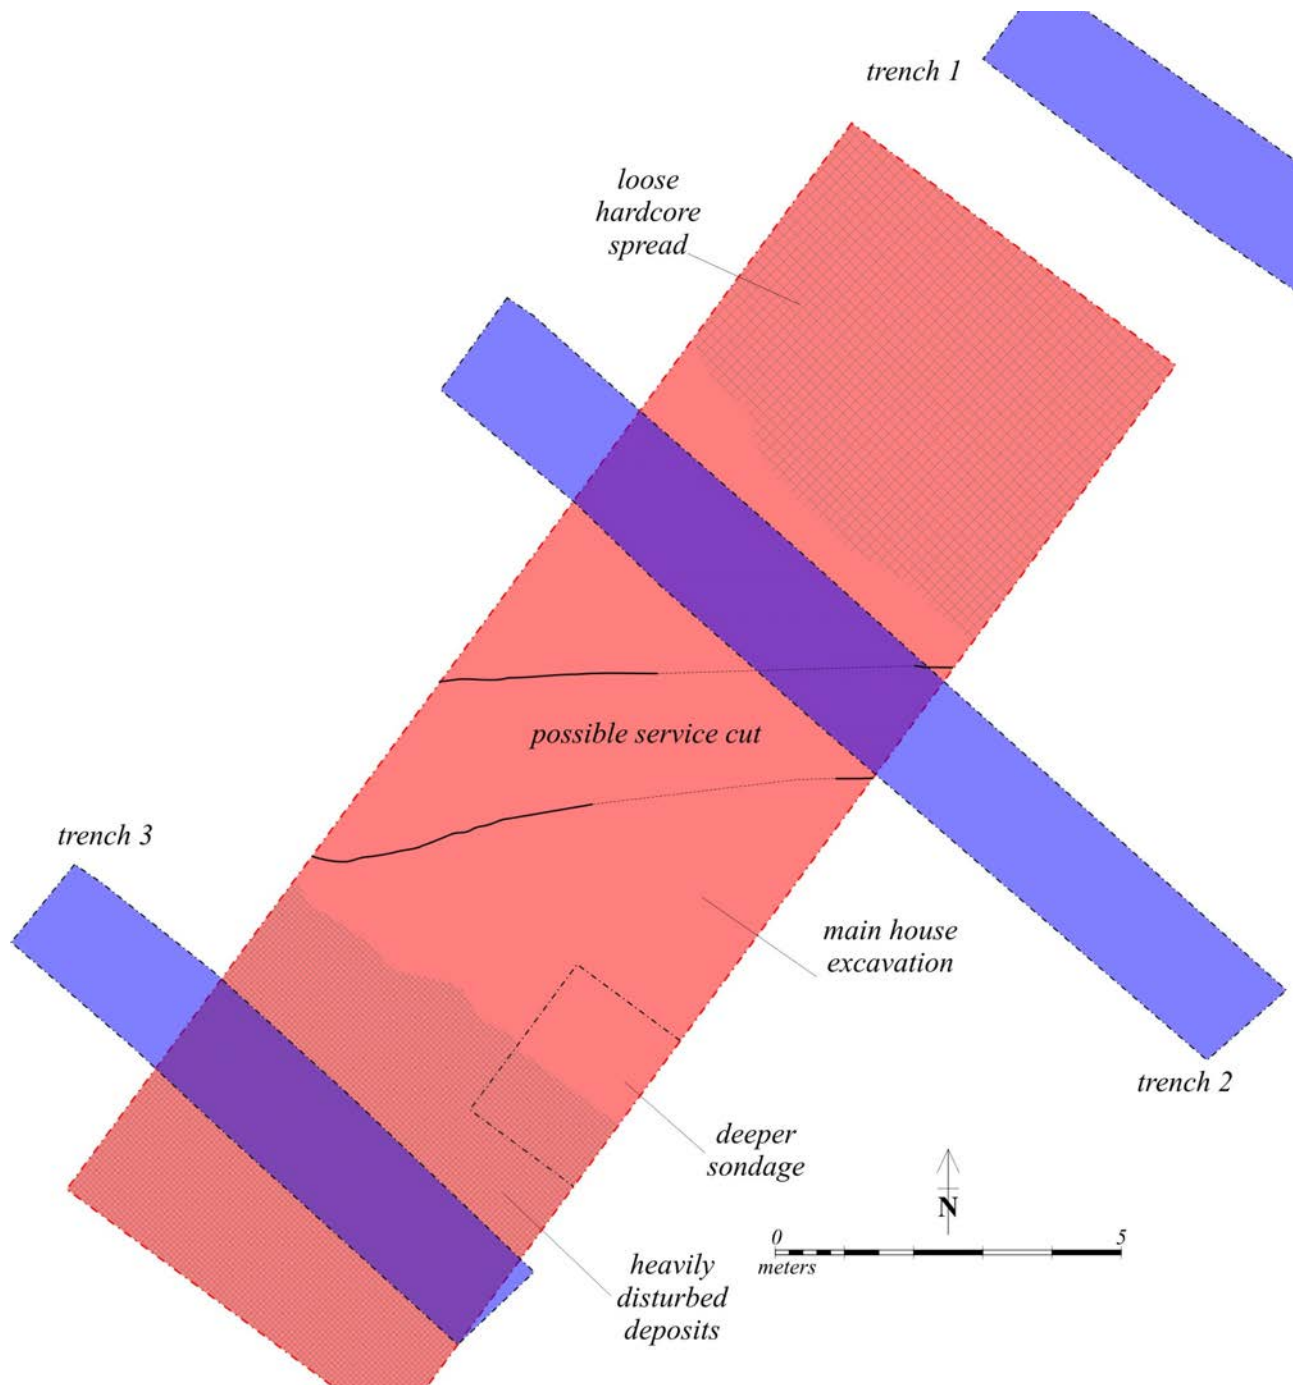 trench 1
loose
hardcore
spread
possible service cut
trench 3
main house
excavation
trench 2
deeper
sondage
N
0 5
meters
heavily
disturbed
deposits